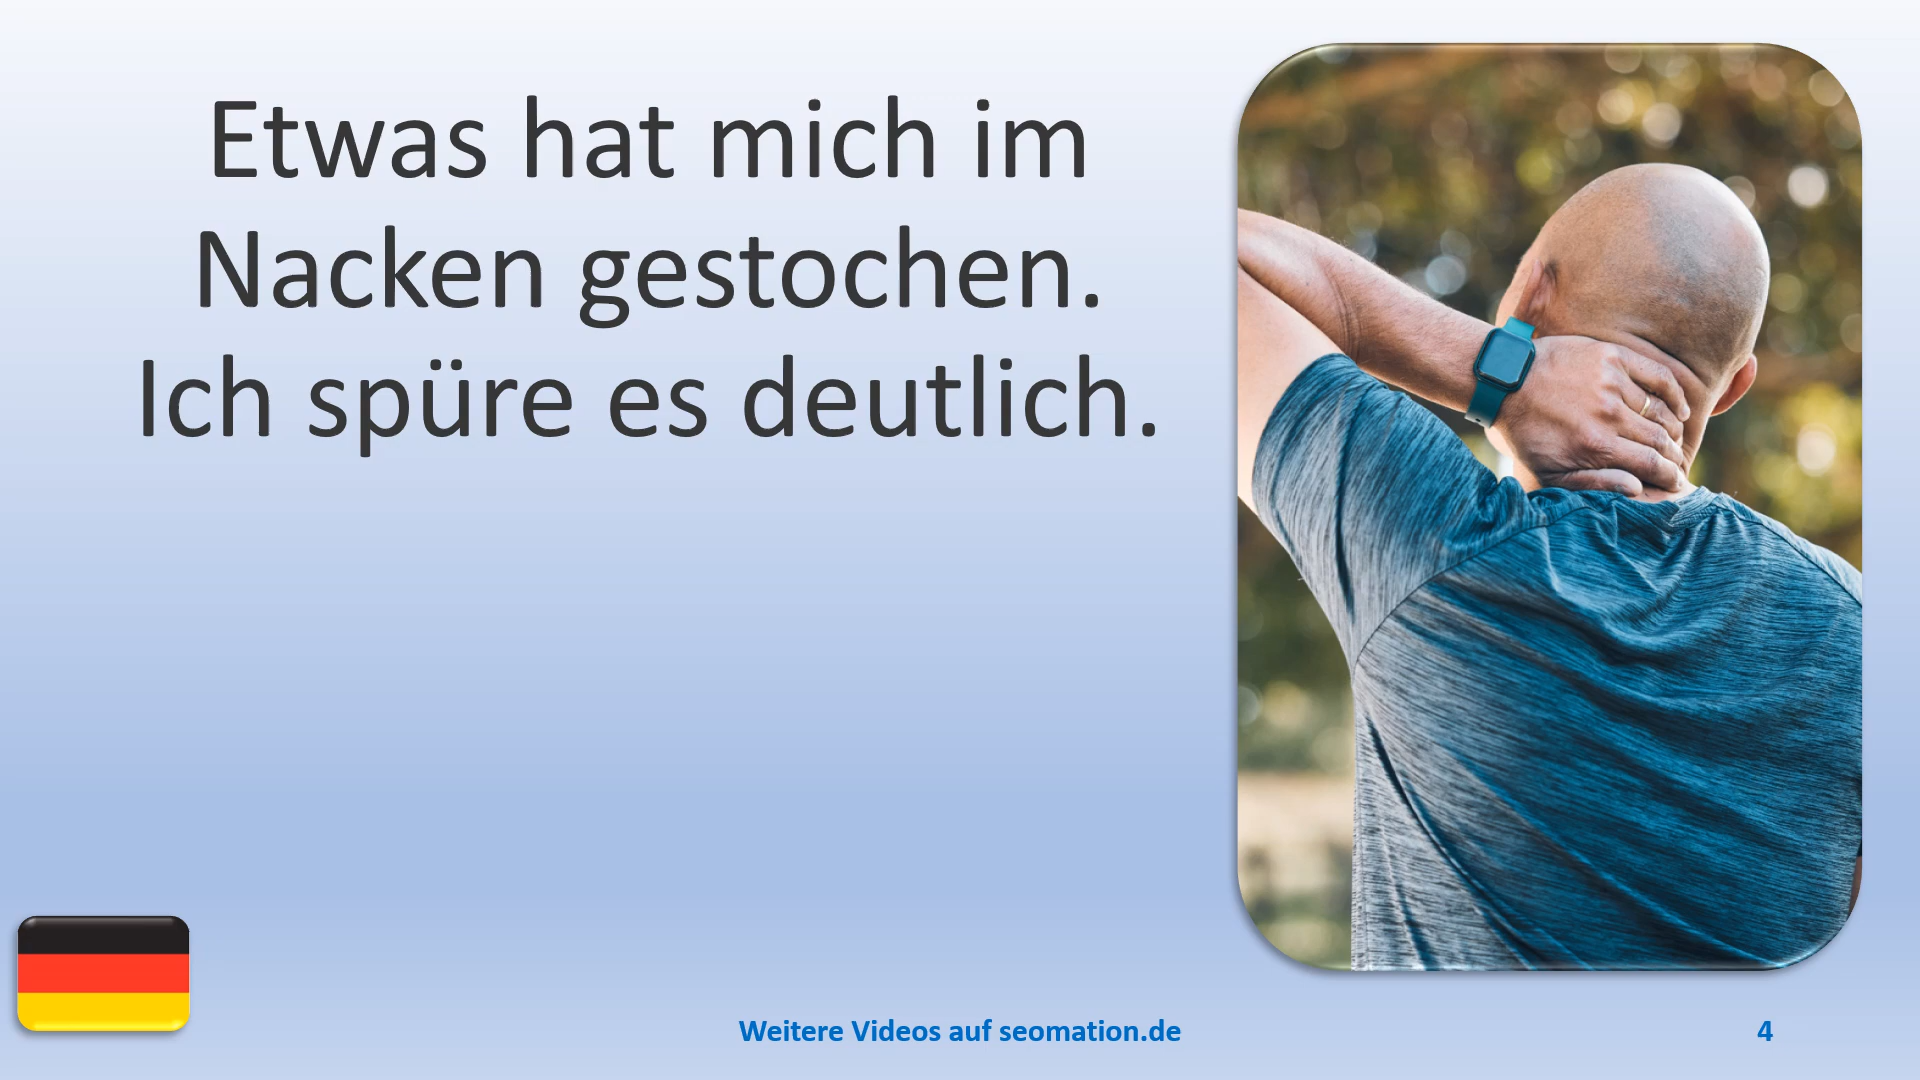 Etwas hat mich im
Nacken gestochen.
Ich spüre es deutlich.
Weitere Videos auf seomation.de
4